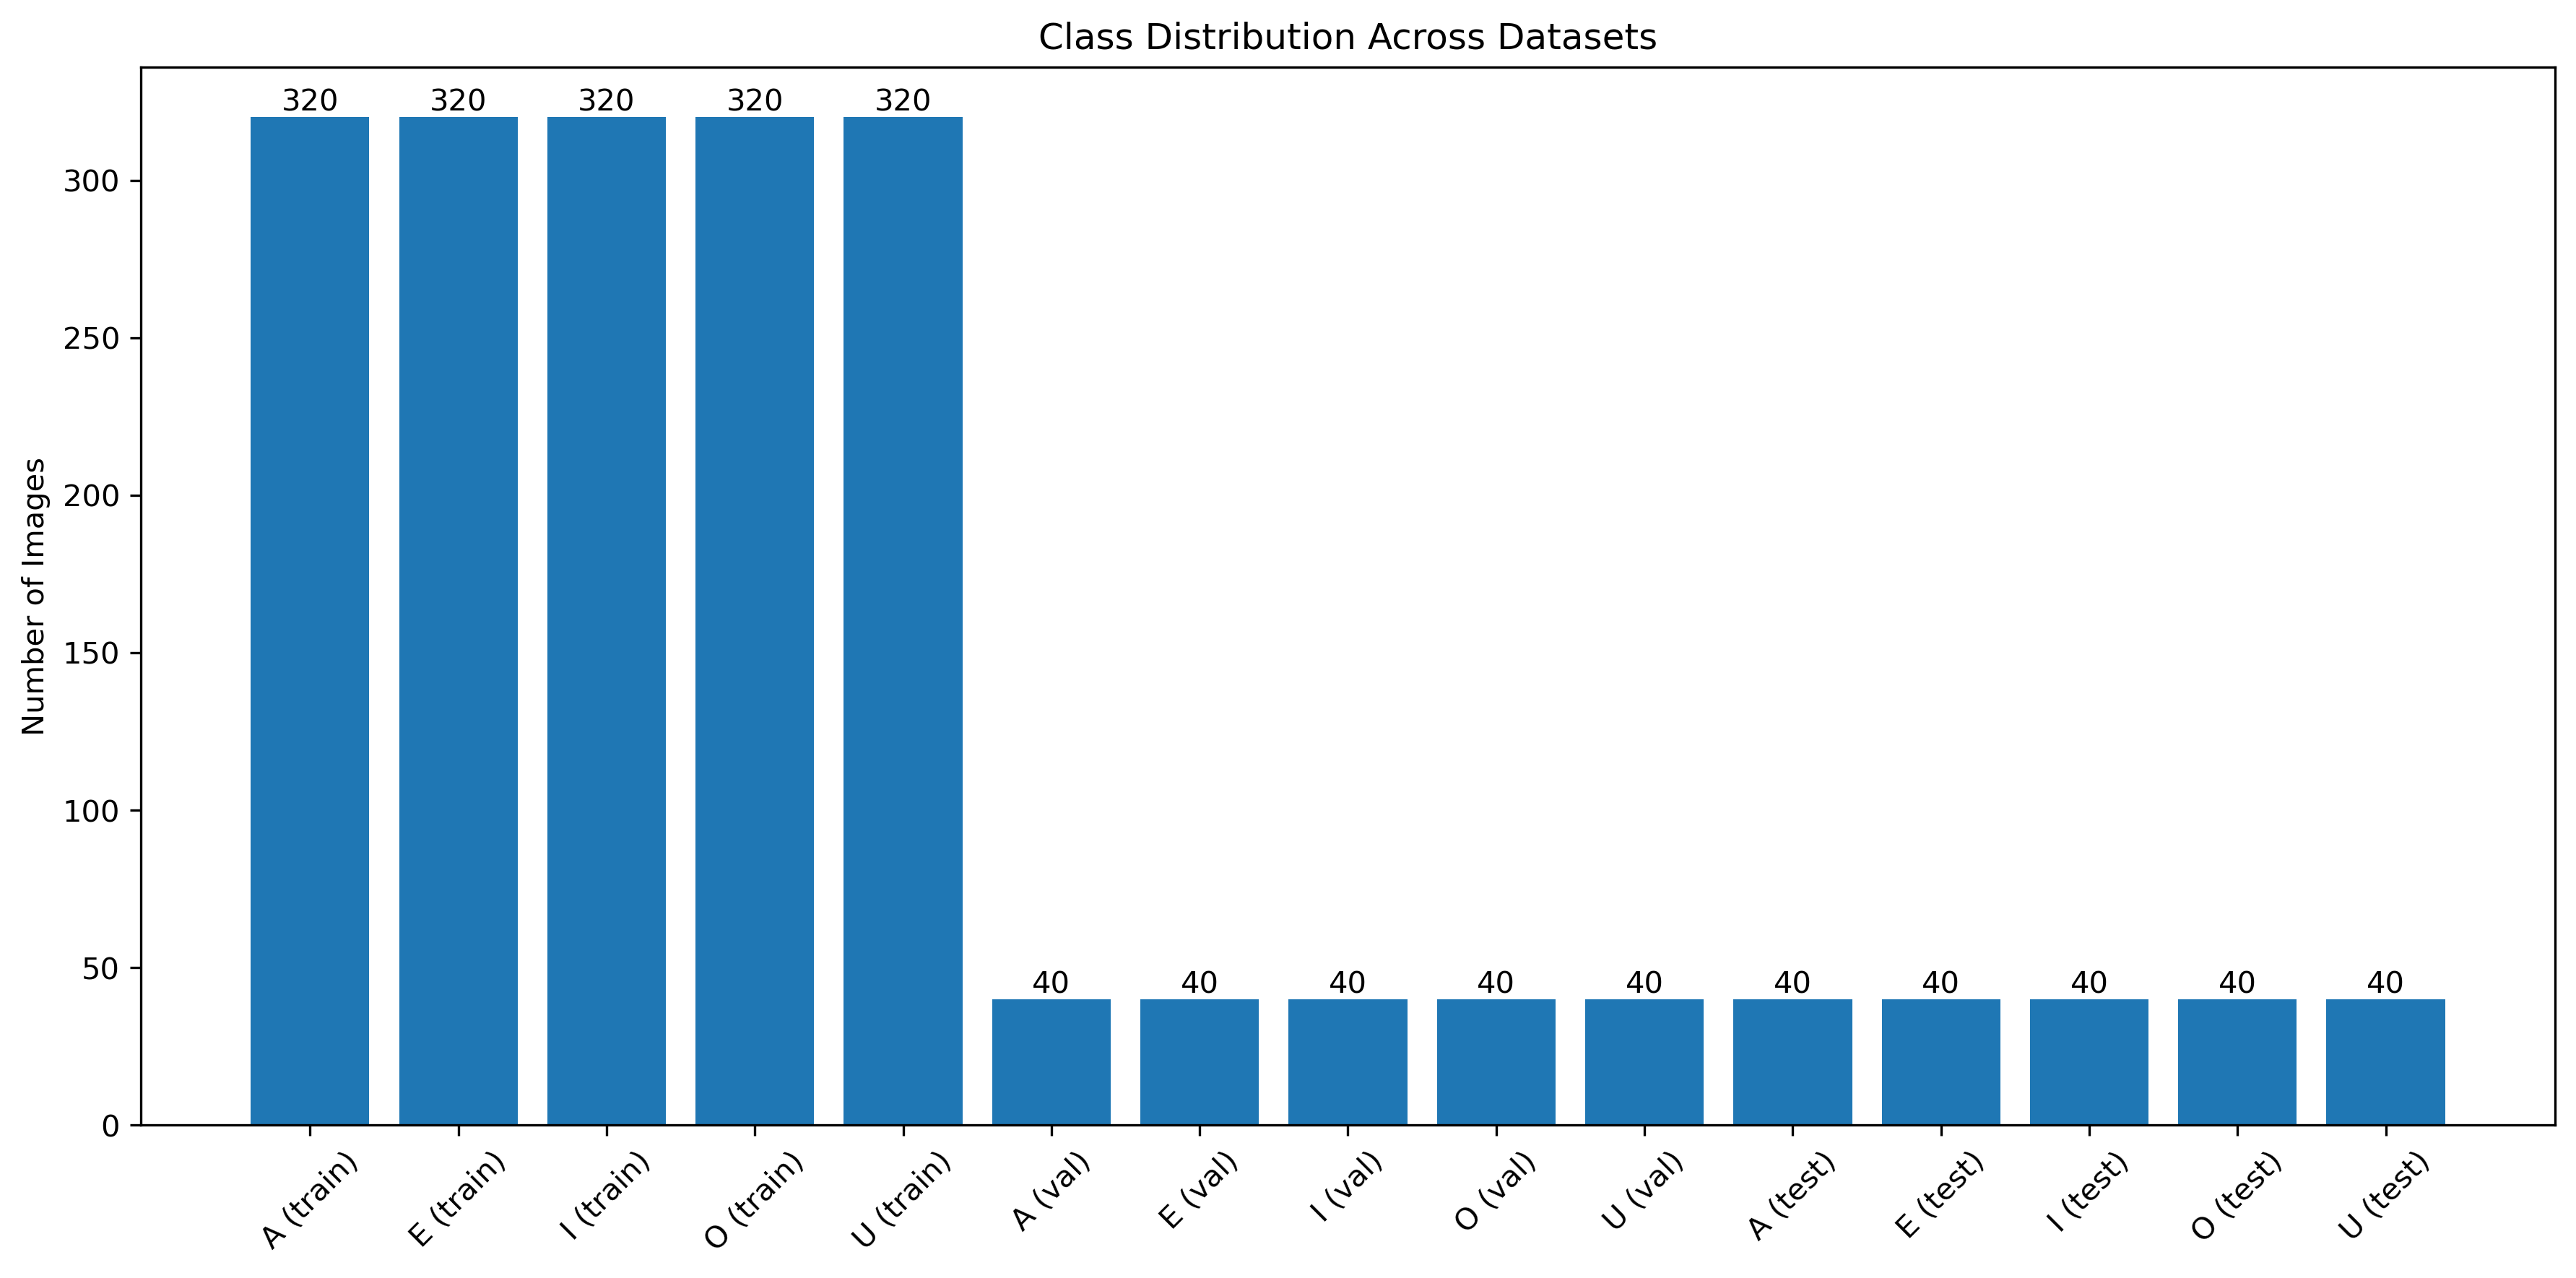 Class Distribution Across Datasets
320 320 320 320 320
300
250
200
150
100
50
0
Number of Images
40 40 40 40 40 40 40 40 40 40
A (train) E (train) I (train) O (train) U (train) A (val) E (val) I (val) O (val) U (val) A (test) E (test) I (test) O (test) U (test)